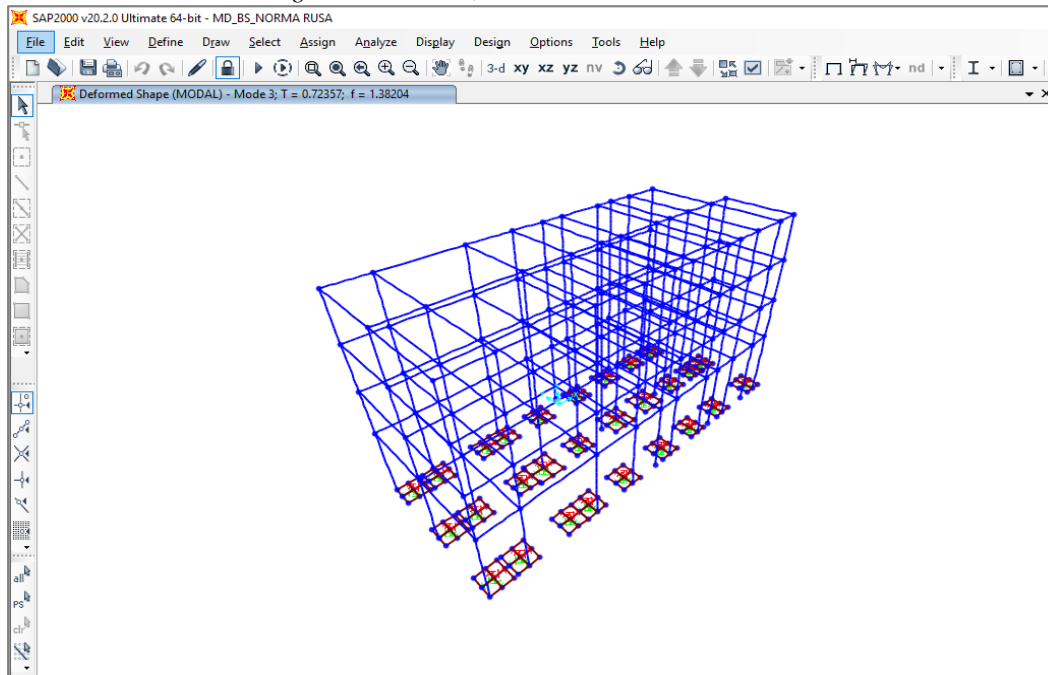 SAP2000 v20.2.0 Ultimate 64-bit - MD_BS_NORMA RUSA
File Edit View Define Draw Select Assign Analyze Display Design Options Tools Help
3-d xy xz yz nv nd
Deformed Shape (MODAL) - Mode 3; T = 0.72357; f = 1.38204
all
PS
clr